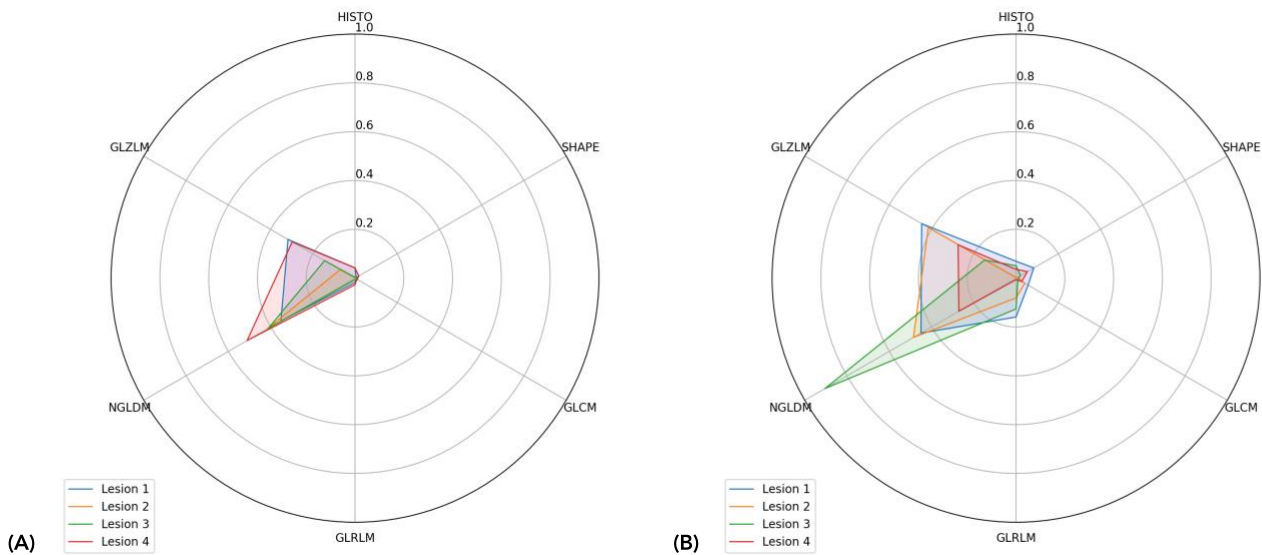 HISTO
1.0
0.8
0.6
0.4
0.2
SHAPE
GLZLM
NGLDM
GLCM
GLRLM
Lesion 1
Lesion 2
Lesion 3
Lesion 4
(A)
HISTO
1.0
0.8
0.6
0.4
0.2
SHAPE
GLZLM
NGLDM
GLCM
GLRLM
Lesion 1
Lesion 2
Lesion 3
Lesion 4
(B)